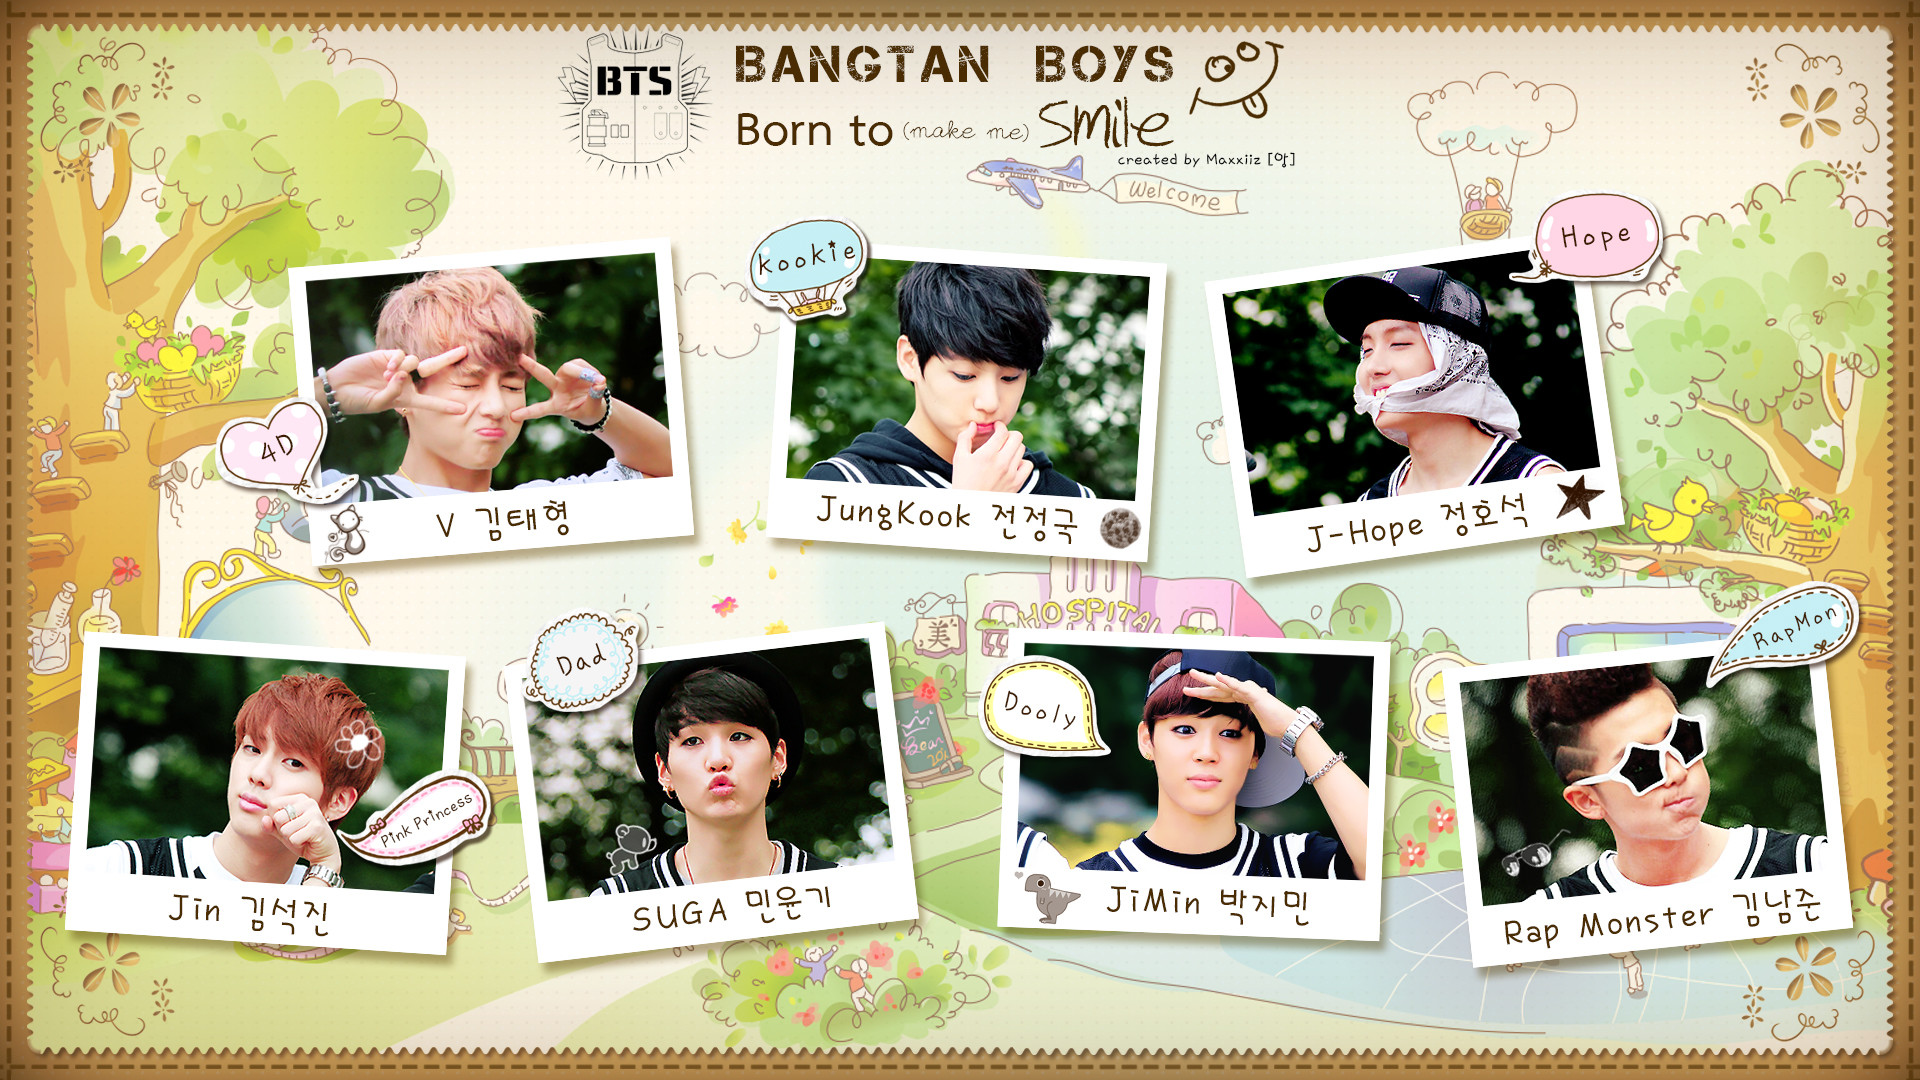 BTS
BANGTAN BOYS
Born to (make me) Smile
created by Maxxiiz [앙]
Welcome
4D
V 김태형
Kookie
JungKook 전정국
Hope
J-Hope 정호석
HOSPITAL
美
Pink Princess
Jin 김석진
Dad
SUGA 민윤기
Bean
Dooly
JiMin 박지민
RapMon
Rap Monster 김남준